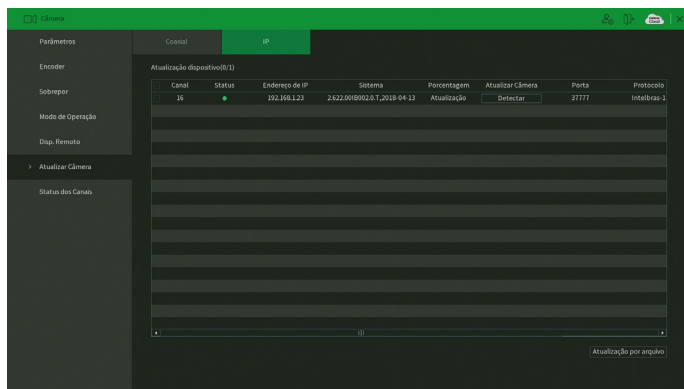 Câmera
Parâmetros
Encoder
Sobrepor
Modo de Operação
Disp. Remoto
> Atualizar Câmera
Status dos Canais
Coaxial IP
Atualização dispositivo(0/1)
Canal Status Endereço de IP Sistema Porcentagem Atualizar Câmera Porta Protocolo
16 192.168.1.23 2.622.00IB002.0.T,2018-04-13 Atualização Detectar 37777 Intelbras-1
Atualização por arquivo